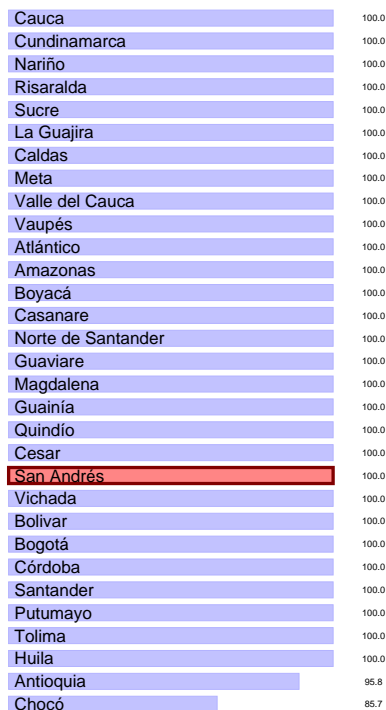 Cauca 100.0
Cundinamarca 100.0
Nariño 100.0
Risaralda 100.0
Sucre 100.0
La Guajira 100.0
Caldas 100.0
Meta 100.0
Valle del Cauca 100.0
Vaupés 100.0
Atlántico 100.0
Amazonas 100.0
Boyacá 100.0
Casanare 100.0
Norte de Santander 100.0
Guaviare 100.0
Magdalena 100.0
Guainía 100.0
Quindío 100.0
Cesar 100.0
San Andrés 100.0
Vichada 100.0
Bolivar 100.0
Bogotá 100.0
Córdoba 100.0
Santander 100.0
Putumayo 100.0
Tolima 100.0
Huila 100.0
Antioquia 95.8
Chocó 85.7